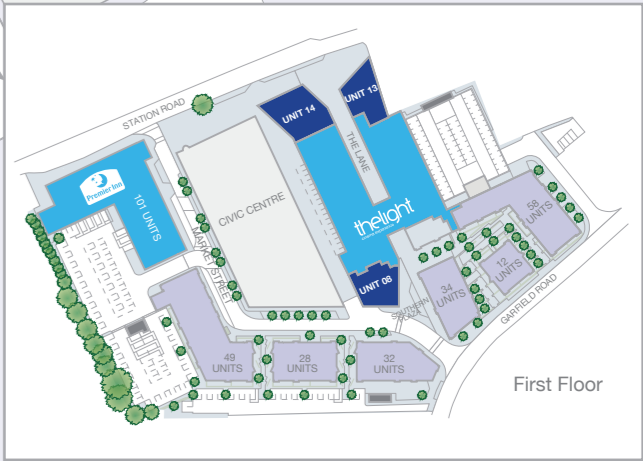 STATION ROAD
UNIT 14
UNIT 13
THE LANE
Premier Inn
101 UNITS
CIVIC CENTRE
MARKET STREET
thelight
UNIT 08
SOUTHERN
PLAZA
58
UNITS
12
UNITS
34
UNITS
GARFIELD ROAD
49
UNITS
28
UNITS
32
UNITS
First Floor